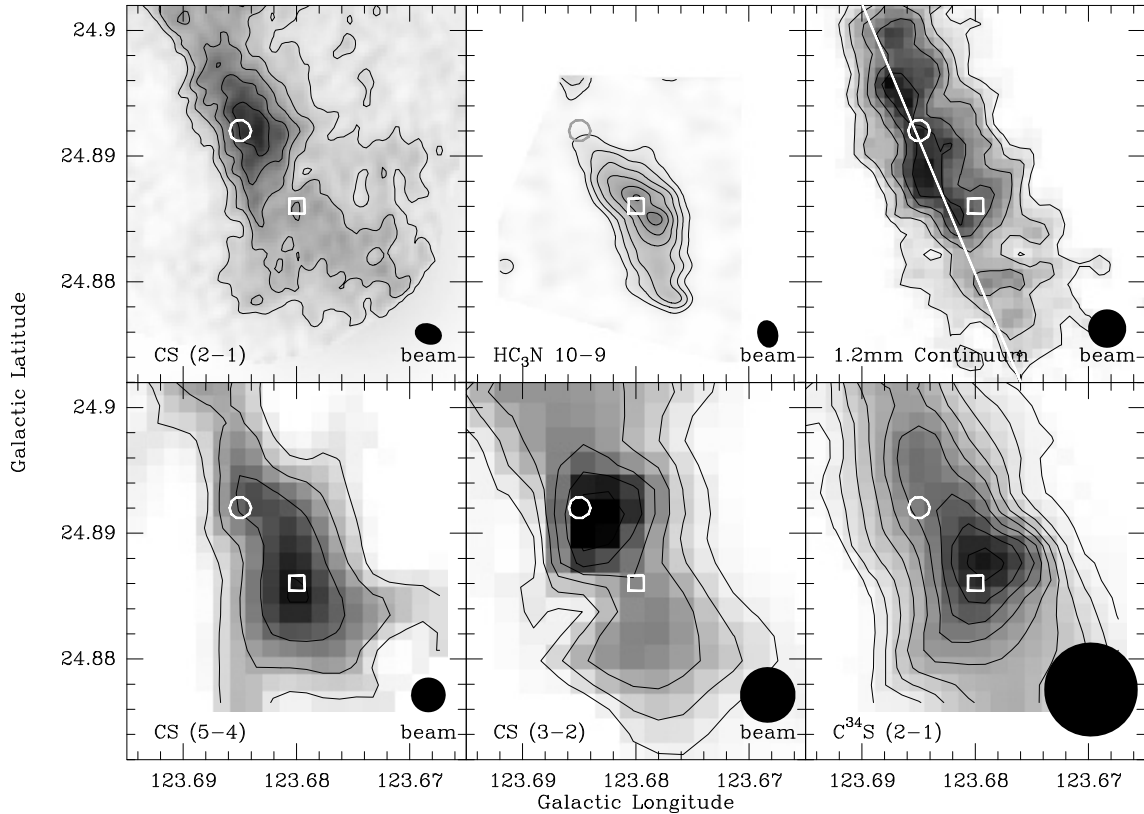 24.9
24.89
24.88
CS (2−1)
beam
HC3N 10−9
1.2mm Continuum
beam
Galactic Latitude
24.9
24.89
24.88
CS (5−4)
beam
CS (3−2)
beam
C34S (2−1)
123.69
123.68
123.67
123.69
123.68
123.67
123.69
123.68
123.67
Galactic Longitude
beam